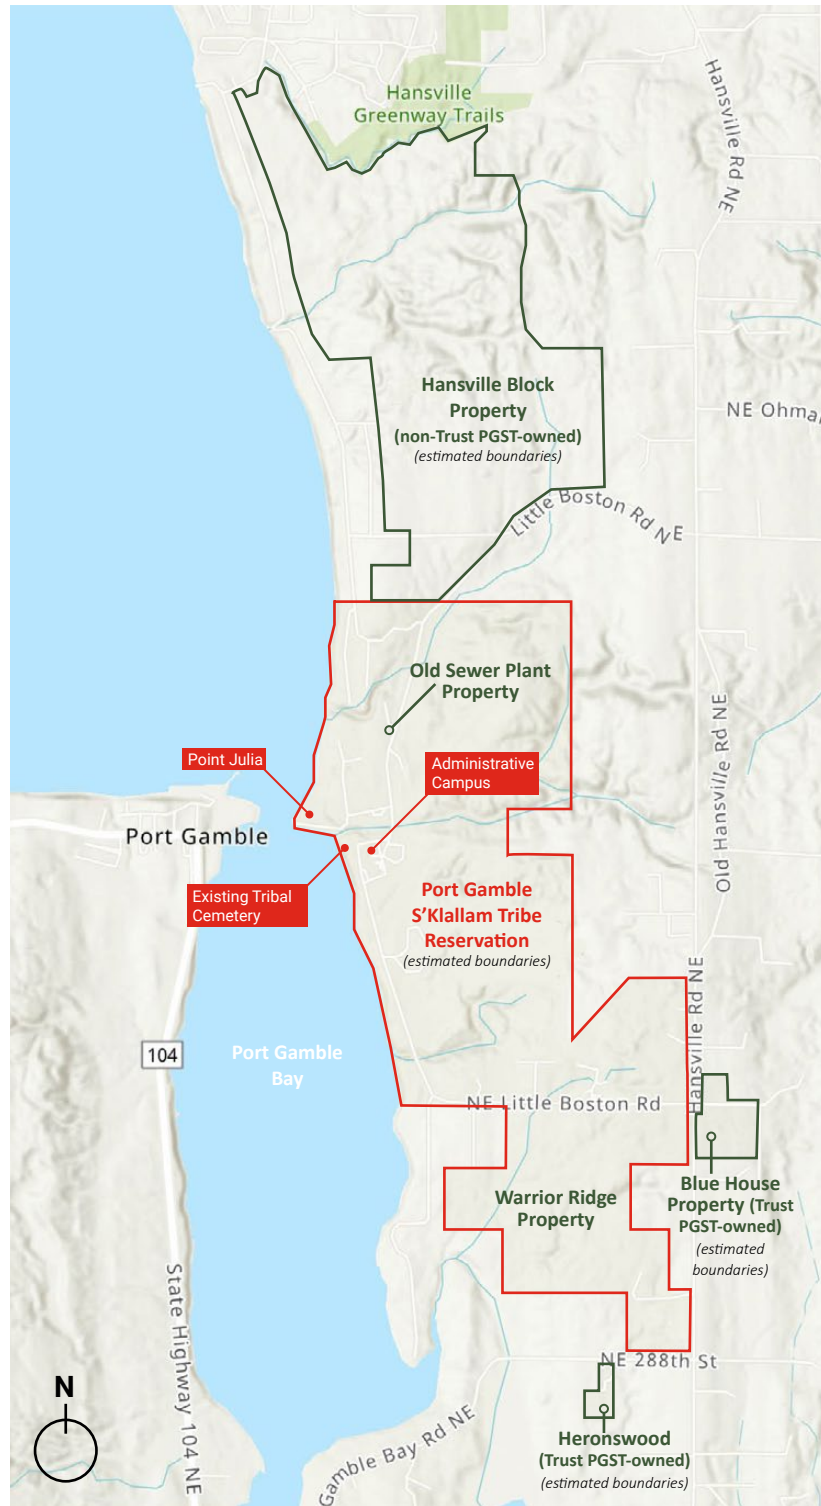 Hansville
Greenway Trails
Hansville Rd NE
Hansville Block
Property
(non-Trust PGST-owned)
(estimated boundaries)
NE Ohma
Little Boston Rd NE
Old Sewer Plant
Property
Old Hansville Rd NE
Point Julia
Administrative
Campus
Port Gamble
Existing Tribal
Cemetery
Port Gamble
S’Klallam Tribe
Reservation
(estimated boundaries)
Hansville Rd NE
104
Port Gamble
Bay
NE Little Boston Rd
Blue House
Property (Trust
PGST-owned)
(estimated
boundaries)
Warrior Ridge
Property
State Highway 104 NE
NE 288th St
N
Gamble Bay Rd NE
Heronswood
(Trust PGST-owned)
(estimated boundaries)